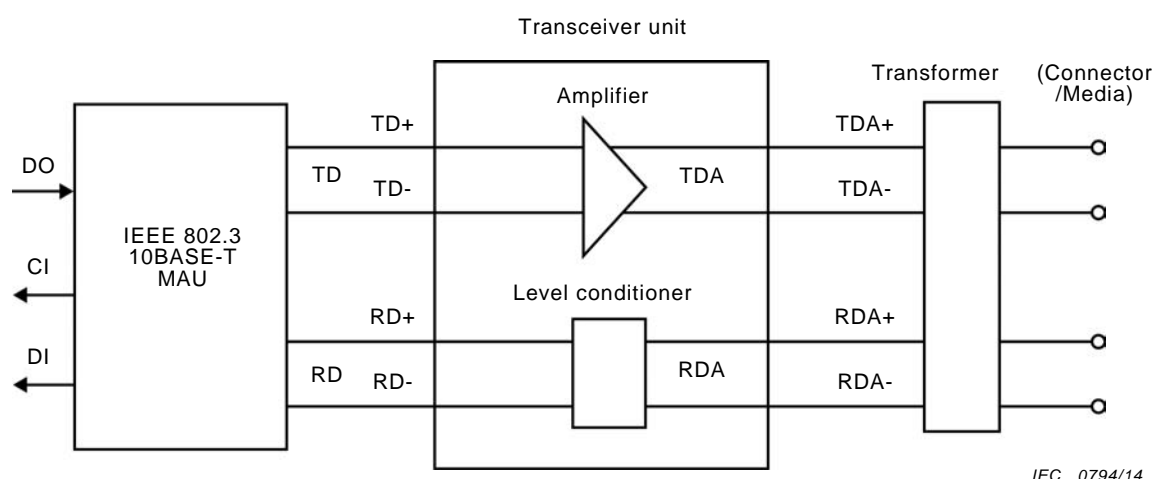 Transceiver unit
Transformer
(Connector
/Media)
Amplifier
TD+
TDA+
DO
TD
TD-
TDA
TDA-
IEEE 802.3
10BASE-T
MAU
CI
Level conditioner
RD+
RDA+
DI
RD
RD-
RDA
RDA-
IEC 0794/14